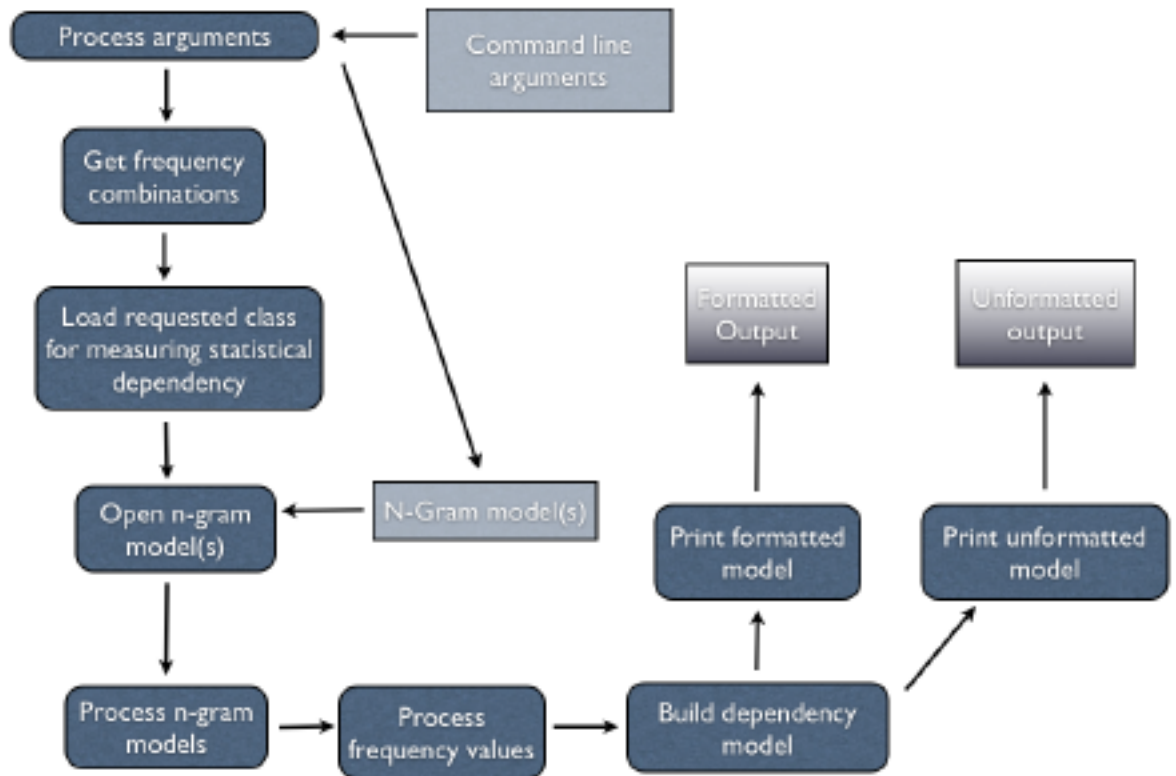 Process arguments
Command line
arguments
Get frequency
combinations
Load requested class
for measuring statistical
dependency
Formatted
Output
Unformatted
output
Open n-gram
model(s)
N-Gram model(s)
Print formatted
model
Print unformatted
model
Process n-gram
models
Process
frequency values
Build dependency
model